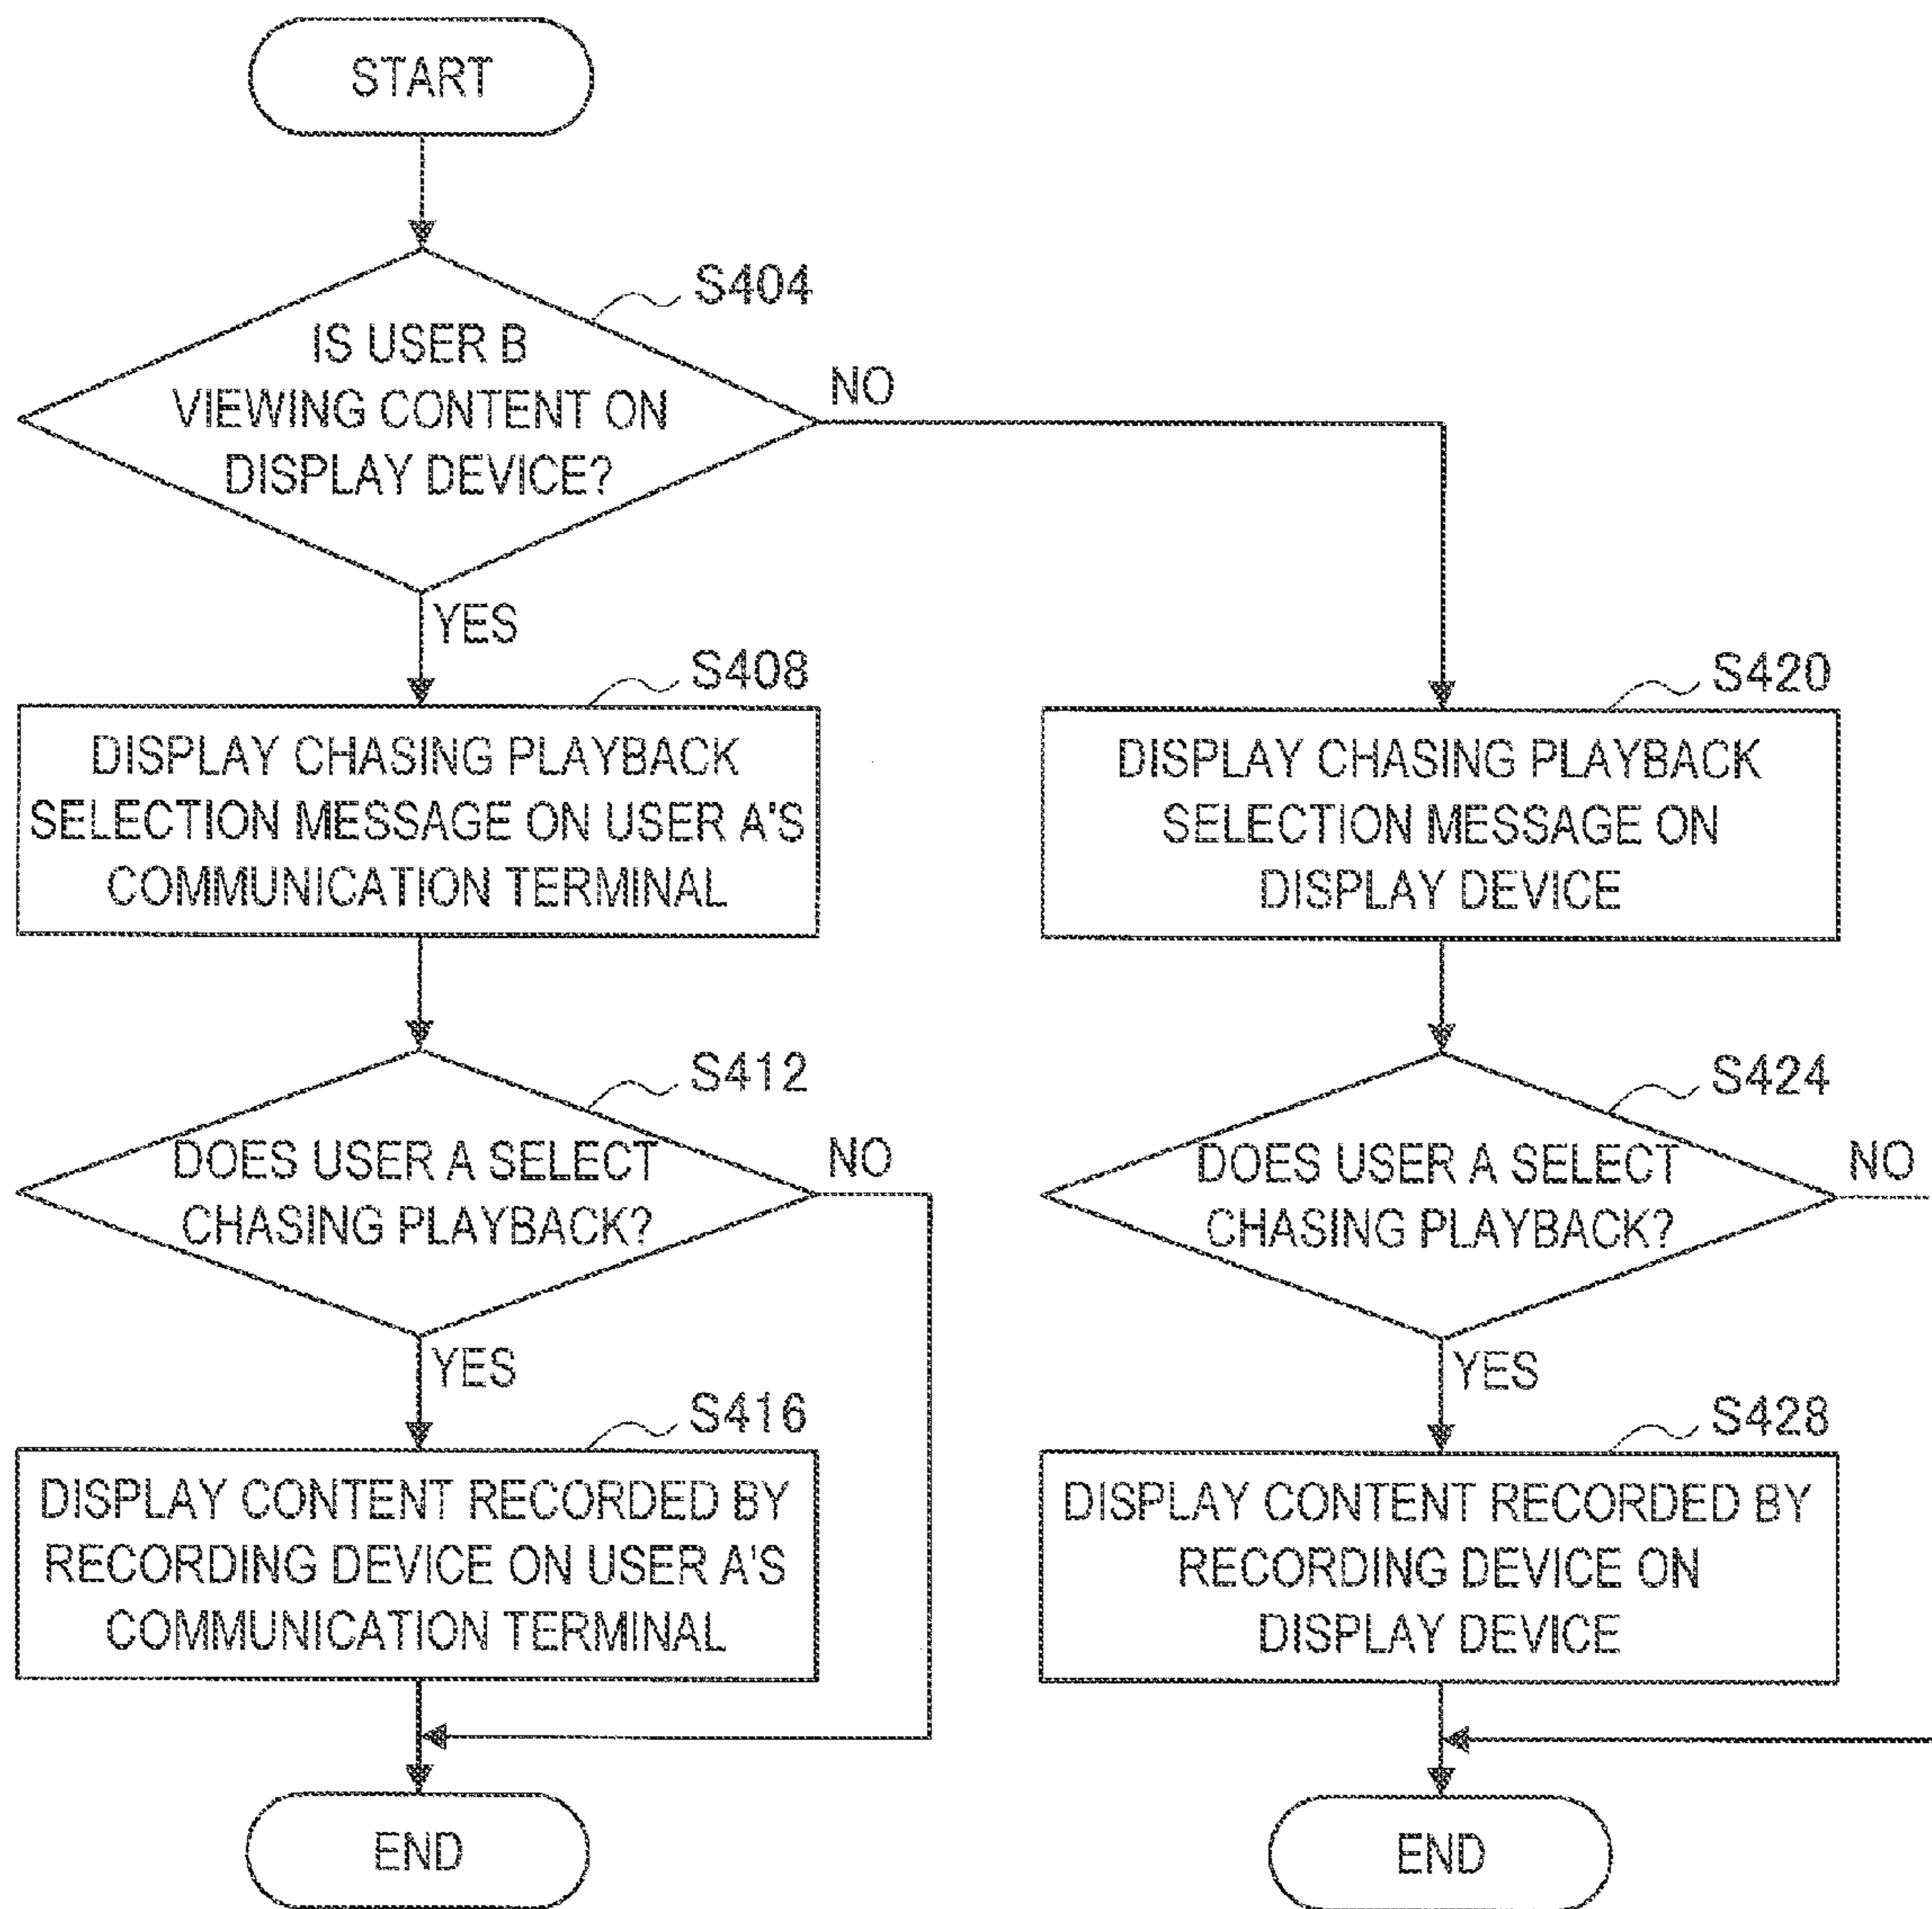 START
S404
IS USER B
VIEWING CONTENT ON
DISPLAY DEVICE?
NO
YES
S408
DISPLAY CHASING PLAYBACK
SELECTION MESSAGE ON USER A'S
COMMUNICATION TERMINAL
S412
DOES USER A SELECT
CHASING PLAYBACK?
NO
YES
S416
DISPLAY CONTENT RECORDED BY
RECORDING DEVICE ON USER A'S
COMMUNICATION TERMINAL
END
S420
DISPLAY CHASING PLAYBACK
SELECTION MESSAGE ON
DISPLAY DEVICE
S424
DOES USER A SELECT
CHASING PLAYBACK?
NO
YES
S428
DISPLAY CONTENT RECORDED BY
RECORDING DEVICE ON
DISPLAY DEVICE
END